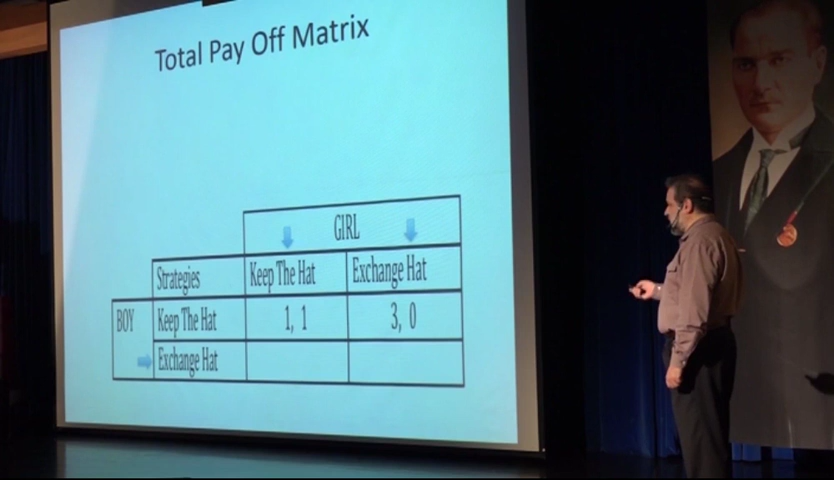 Total Pay Off Matrix
GIRL
Strategies Keep The Hat Exchange Hat
BOY Keep The Hat 1, 1 3, 0
Exchange Hat